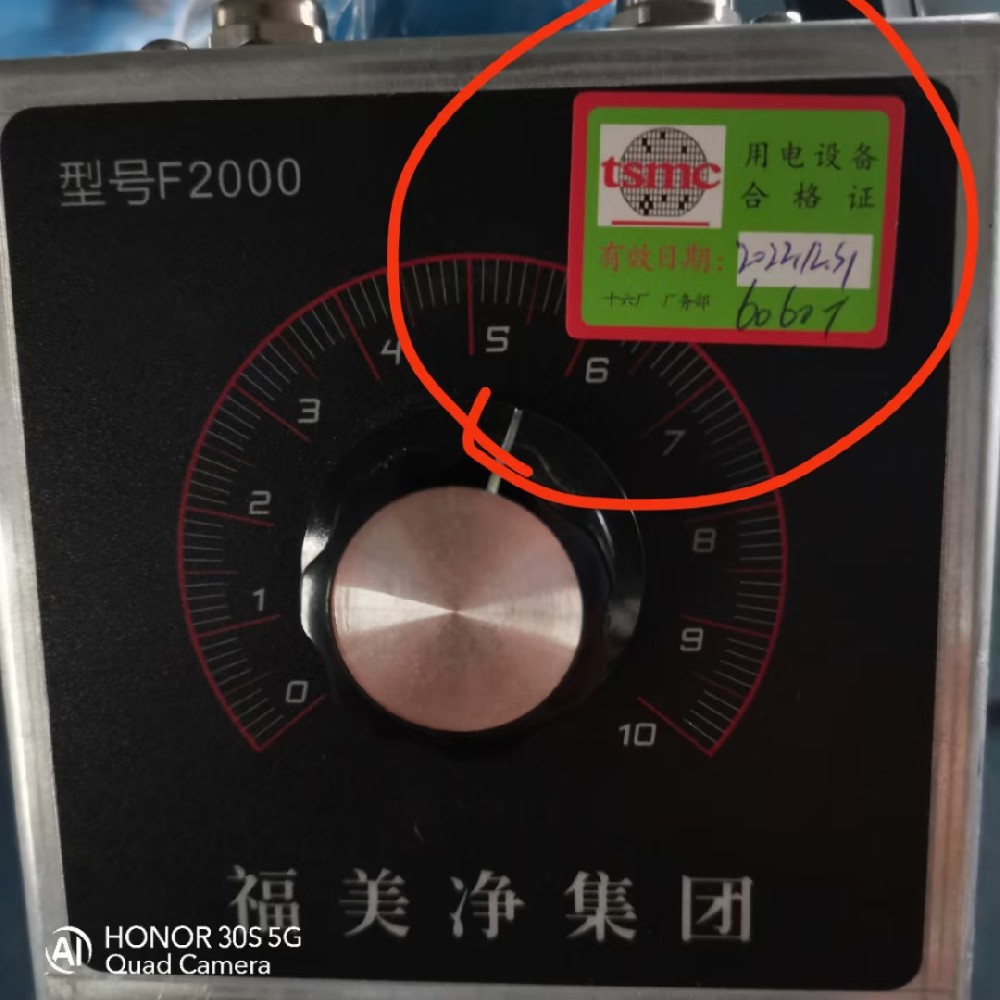 型号F2000
tsmc
用电设备
合格证
有效日期: 2022.12.31
十六厂 厂务部
0
1
2
3
4
5
6
7
8
9
10
福美净集团
AI HONOR 30S 5G
Quad Camera